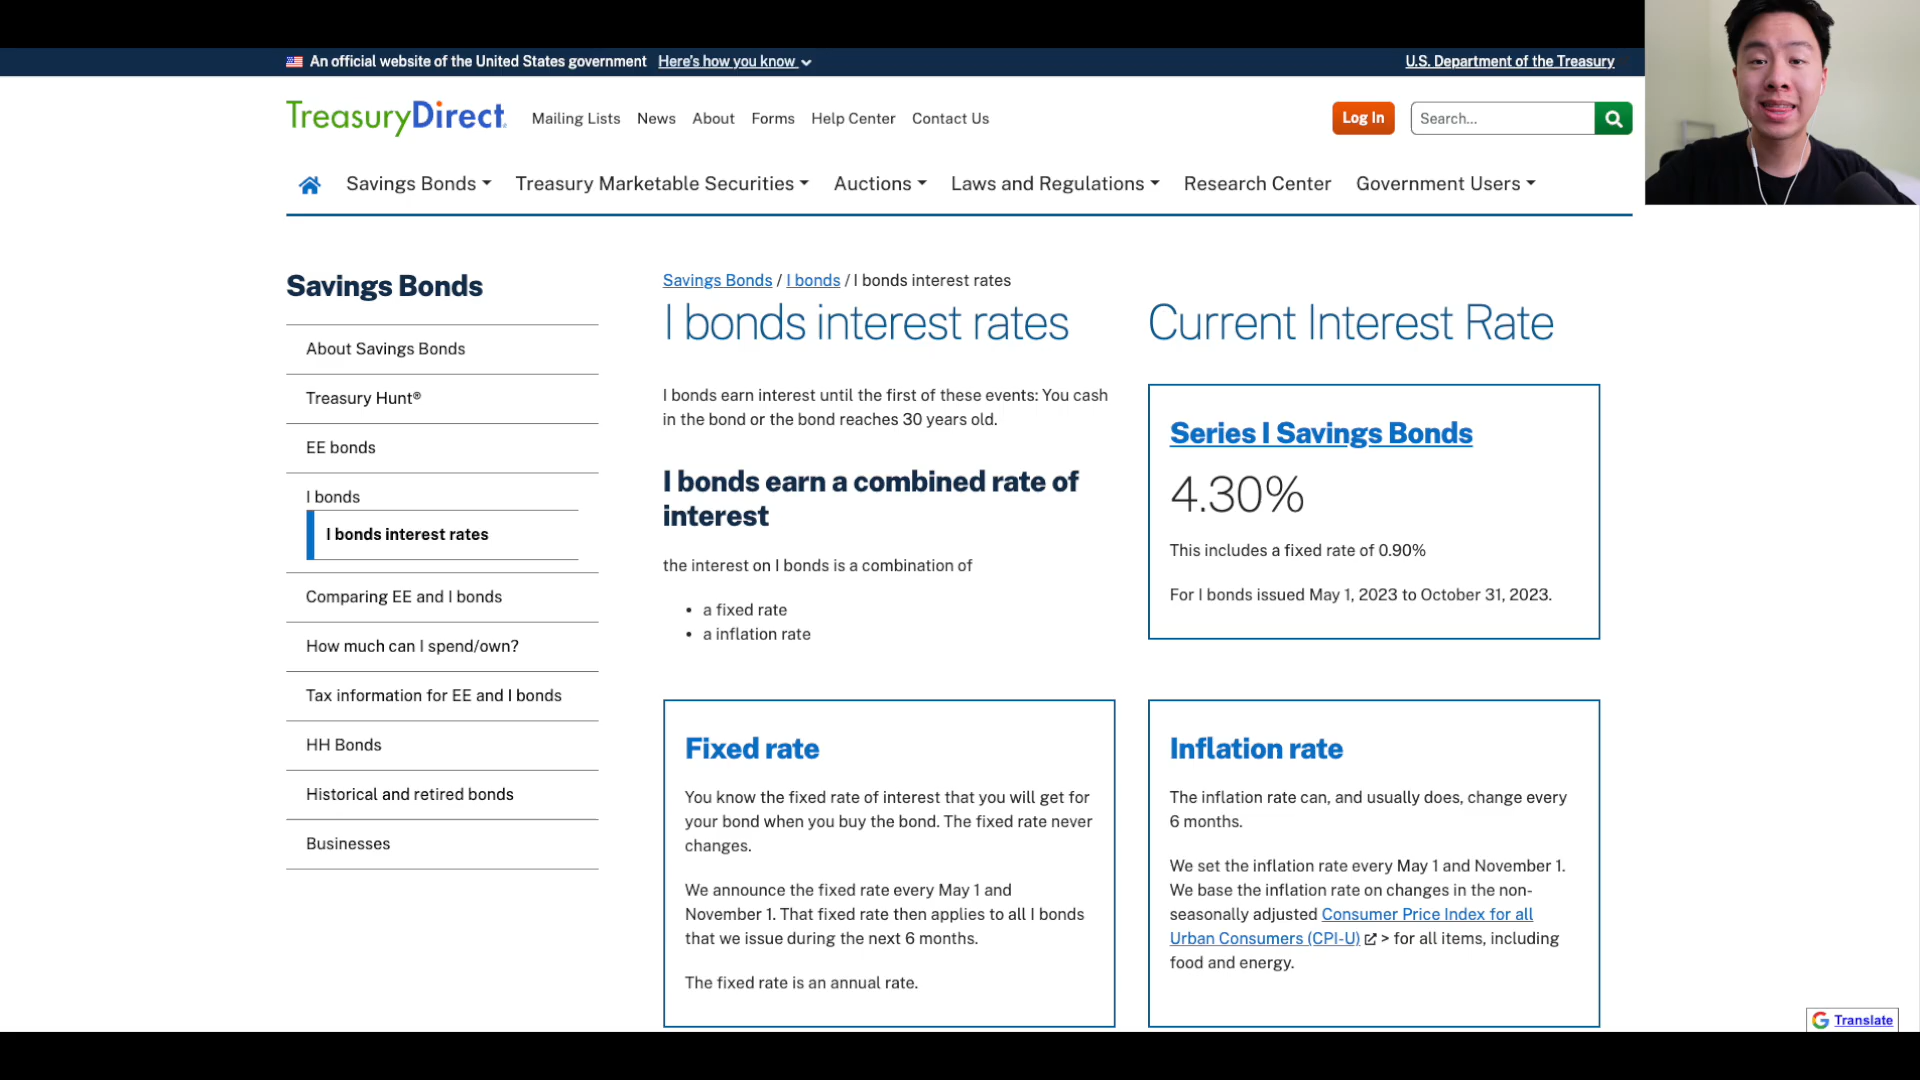 An official website of the United States government Here's how you know
U.S. Department of the Treasury
TreasuryDirect
Mailing Lists News About Forms Help Center Contact Us
Log In
Search...
Savings Bonds Treasury Marketable Securities Auctions Laws and Regulations Research Center Government Users
Savings Bonds
About Savings Bonds
Treasury Hunt®
EE bonds
I bonds
I bonds interest rates
Comparing EE and I bonds
How much can I spend/own?
Tax information for EE and I bonds
HH Bonds
Historical and retired bonds
Businesses
Savings Bonds / I bonds / I bonds interest rates
I bonds interest rates
I bonds earn interest until the first of these events: You cash
in the bond or the bond reaches 30 years old.
I bonds earn a combined rate of
interest
the interest on I bonds is a combination of
• a fixed rate
• a inflation rate
Current Interest Rate
Series I Savings Bonds
4.30%
This includes a fixed rate of 0.90%
For I bonds issued May 1, 2023 to October 31, 2023.
Fixed rate
You know the fixed rate of interest that you will get for
your bond when you buy the bond. The fixed rate never
changes.
We announce the fixed rate every May 1 and
November 1. That fixed rate then applies to all I bonds
that we issue during the next 6 months.
The fixed rate is an annual rate.
Inflation rate
The inflation rate can, and usually does, change every
6 months.
We set the inflation rate every May 1 and November 1.
We base the inflation rate on changes in the non-
seasonally adjusted Consumer Price Index for all
Urban Consumers (CPI-U) > for all items, including
food and energy.
G Translate